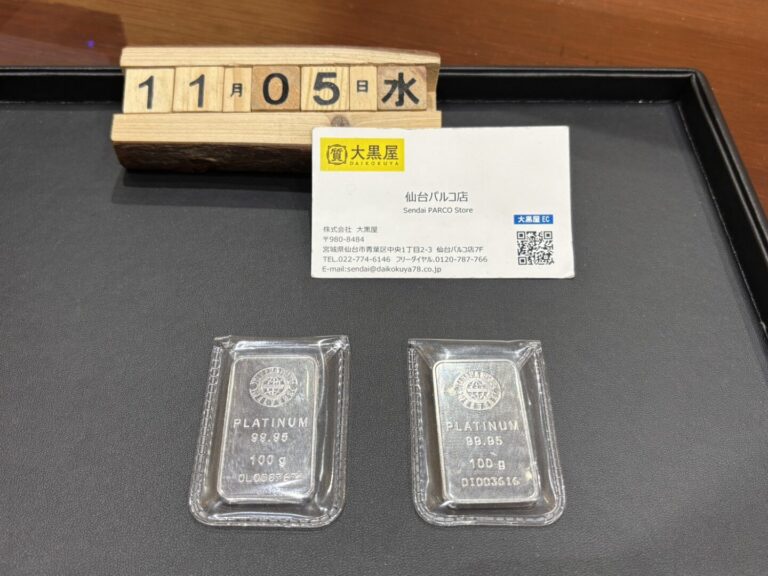 11月05日水
質 大黒屋
DAIKOKUYA
仙台パルコ店
Sendai PARCO Store
大黒屋 EC
株式会社 大黒屋
〒980-8484
宮城県仙台市青葉区中央1丁目2-3 仙台パルコ店7F
TEL.022-774-6146 フリーダイヤル.0120-787-766
E-mail:sendai@daikokuya78.co.jp
PLATINUM
99.95
100 g
PLATINUM
99.95
100 g
DI003616